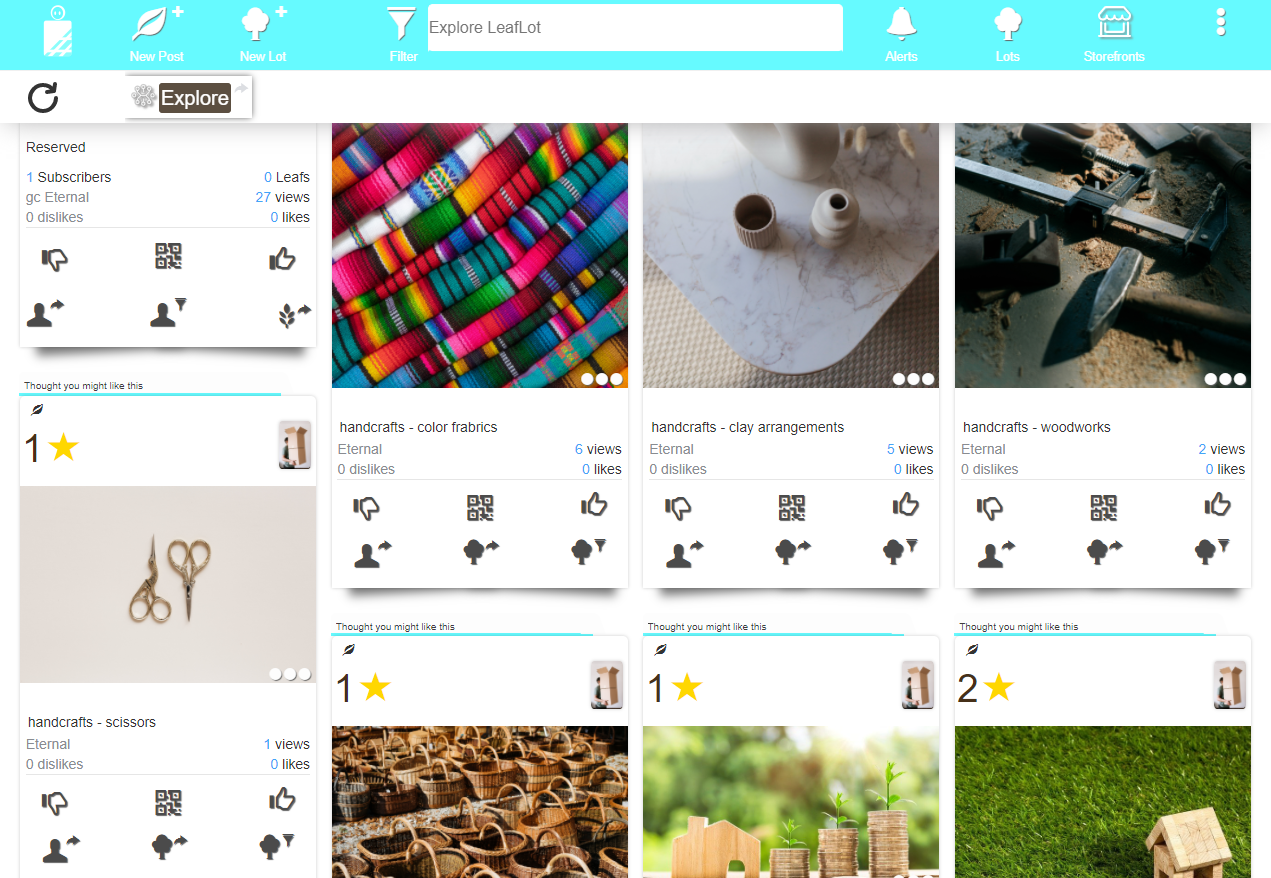 New Post
New Lot
Filter
Explore LeafLot
Alerts
Lots
Storefronts
Explore
Reserved
1 Subscribers
0 Leafs
gc Eternal
27 views
0 dislikes
0 likes
Thought you might like this
1
handcrafts - scissors
Eternal
1 views
0 dislikes
0 likes
handcrafts - color frabrics
Eternal
6 views
0 dislikes
0 likes
Thought you might like this
1
handcrafts - clay arrangements
Eternal
5 views
0 dislikes
0 likes
Thought you might like this
1
handcrafts - woodworks
Eternal
2 views
0 dislikes
0 likes
Thought you might like this
2